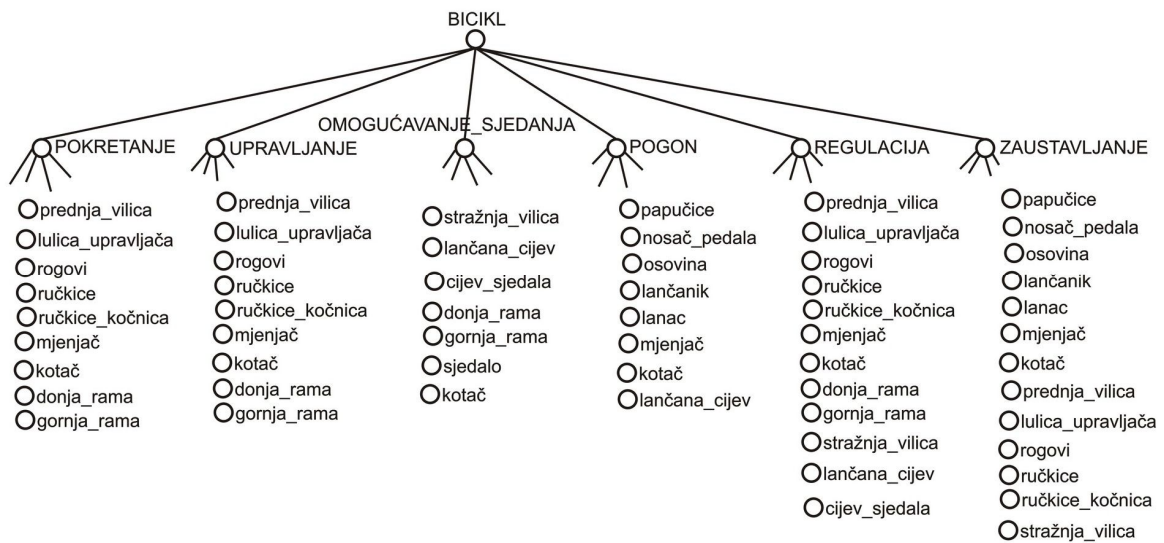 BICIKL
POKRETANJE
prednja_vilica
lulica_upravljača
rogovi
ručkice
ručkice_kočnica
mjenjač
kotač
donja_rama
gornja_rama
UPRAVLJANJE
prednja_vilica
lulica_upravljača
rogovi
ručkice
ručkice_kočnica
mjenjač
kotač
donja_rama
gornja_rama
OMOGUĆAVANJE_SJEDANJA
stražnja_vilica
lančana_cijev
cijev_sjedala
donja_rama
gornja_rama
sjedalo
kotač
POGON
papučice
nosač_pedala
osovina
lančanik
lanac
mjenjač
kotač
lančana_cijev
REGULACIJA
prednja_vilica
lulica_upravljača
rogovi
ručkice
ručkice_kočnica
mjenjač
kotač
donja_rama
gornja_rama
stražnja_vilica
lančana_cijev
cijev_sjedala
ZAUSTAVLJANJE
papučice
nosač_pedala
osovina
lančanik
lanac
mjenjač
kotač
prednja_vilica
lulica_upravljača
rogovi
ručkice
ručkice_kočnica
stražnja_vilica